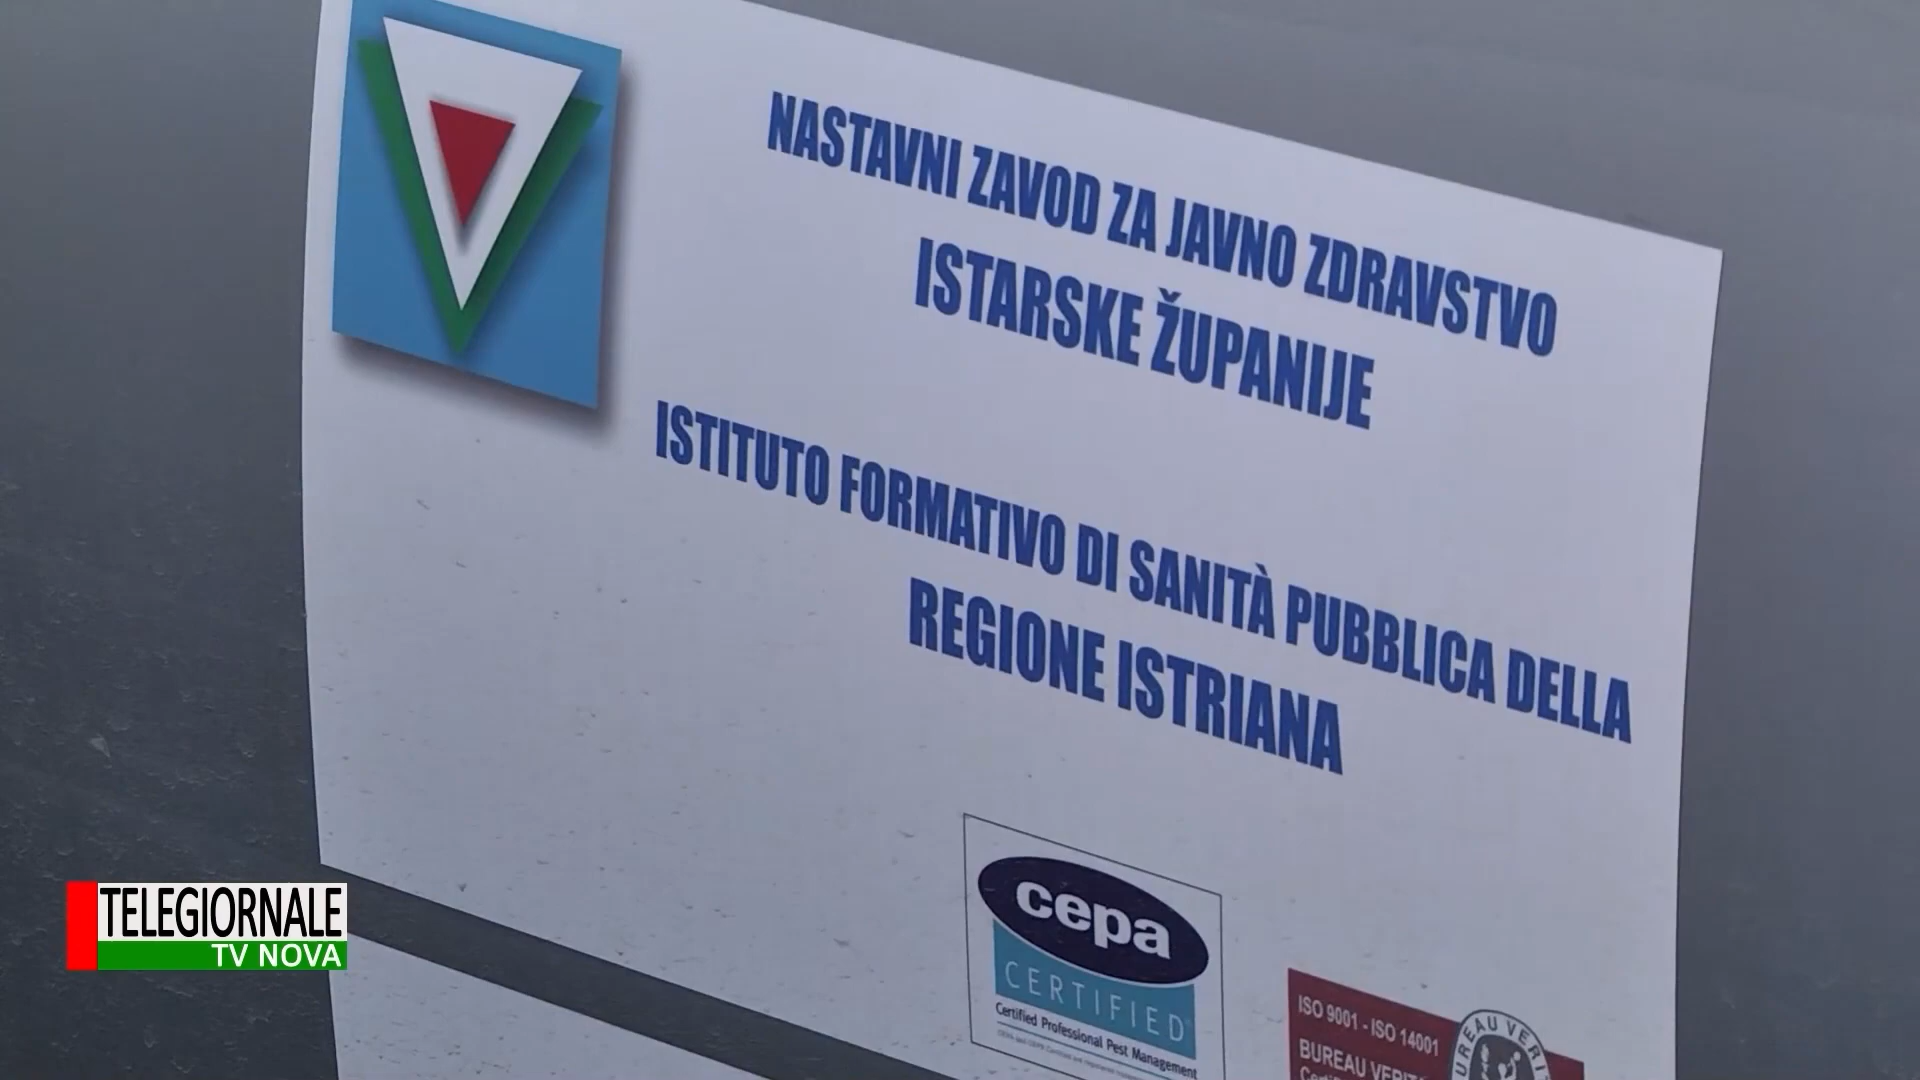 NASTAVNI ZAVOD ZA JAVNO ZDRAVSTVO
ISTARSKE ŽUPANIJE
ISTITUTO FORMATIVO DI SANITÀ PUBBLICA DELLA
REGIONE ISTRIANA
cepa
CERTIFIED
Certified Professional Pest Management
ISO 9001 - ISO 14001
BUREAU
TELEGIORNALE
TV NOVA